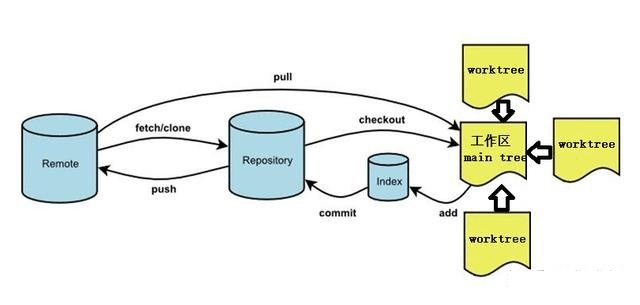 worktree
pull
fetch/clone
checkout
工作区
main tree
worktree
Remote
Repository
Index
push
commit
add
worktree